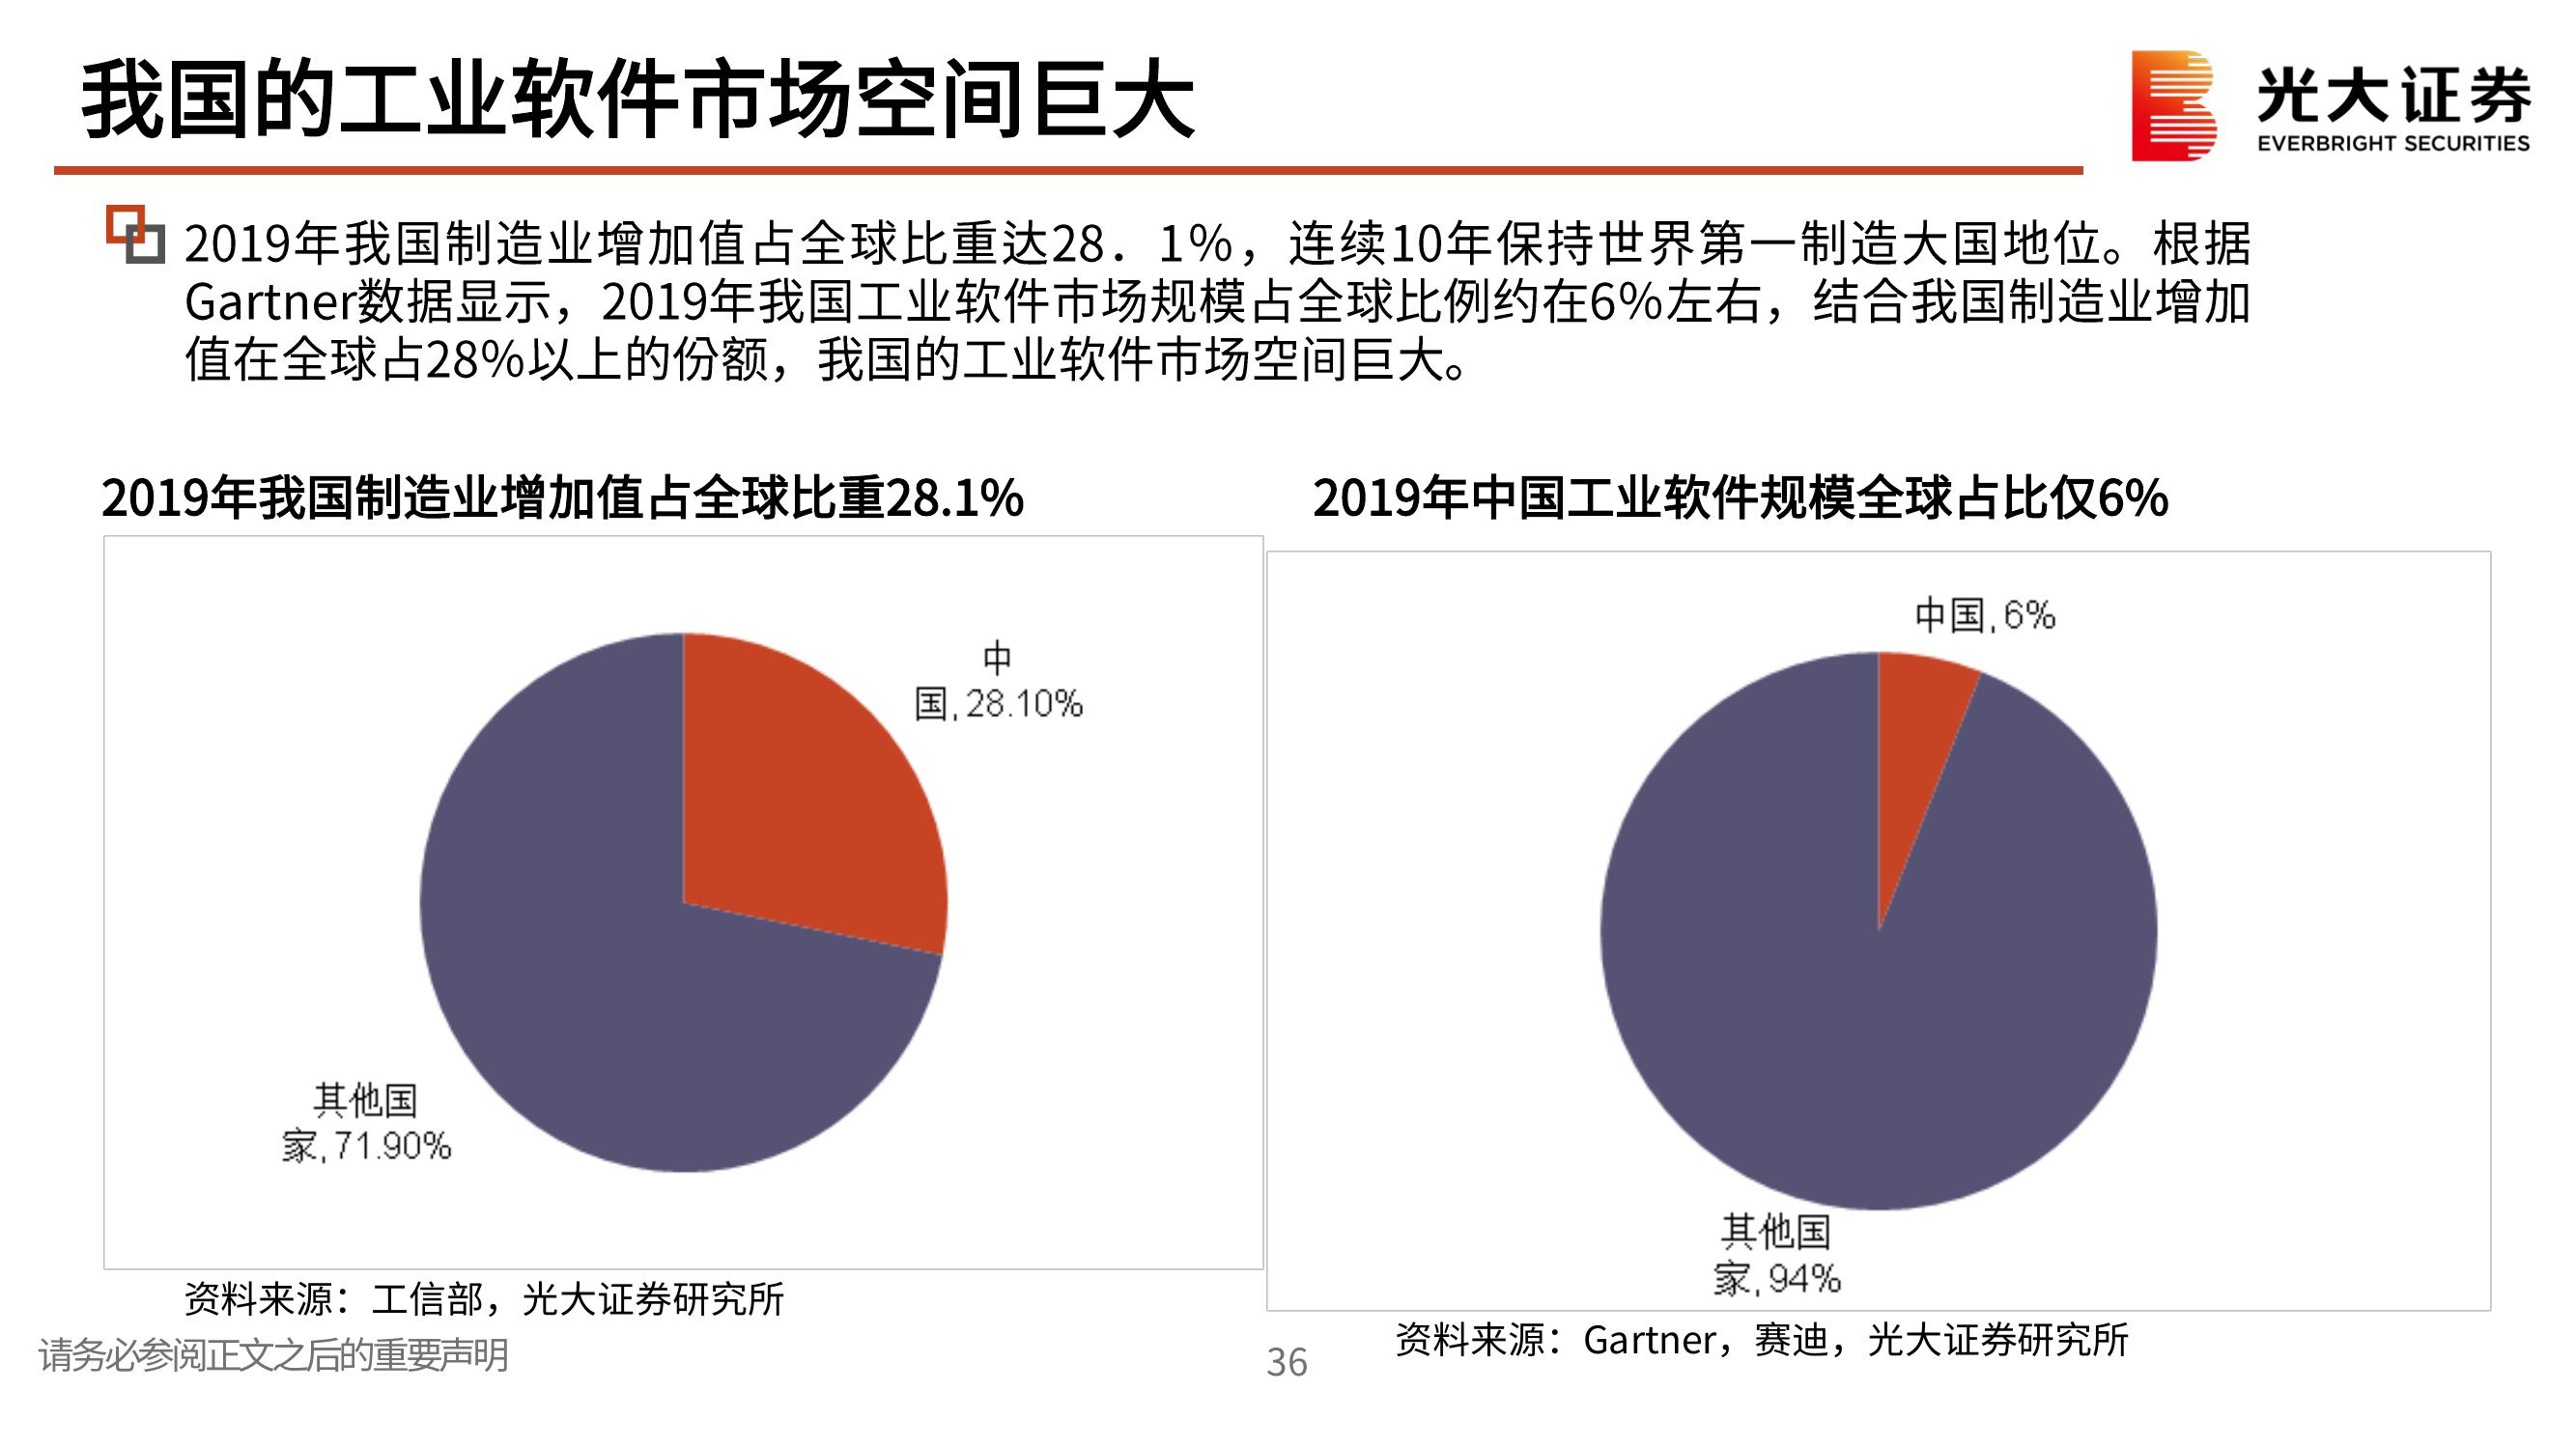 我国的工业软件市场空间巨大
光大证券
EVERBRIGHT SECURITIES
2019年我国制造业增加值占全球比重达28．1%，连续10年保持世界第一制造大国地位。根据
Gartner数据显示，2019年我国工业软件市场规模占全球比例约在6%左右，结合我国制造业增加
值在全球占28%以上的份额，我国的工业软件市场空间巨大。
2019年我国制造业增加值占全球比重28.1%
中
国, 28.10%
其他国
家, 71.90%
资料来源：工信部，光大证券研究所
2019年中国工业软件规模全球占比仅6%
中国, 6%
其他国
家, 94%
资料来源：Gartner，赛迪，光大证券研究所
请务必参阅正文之后的重要声明
36